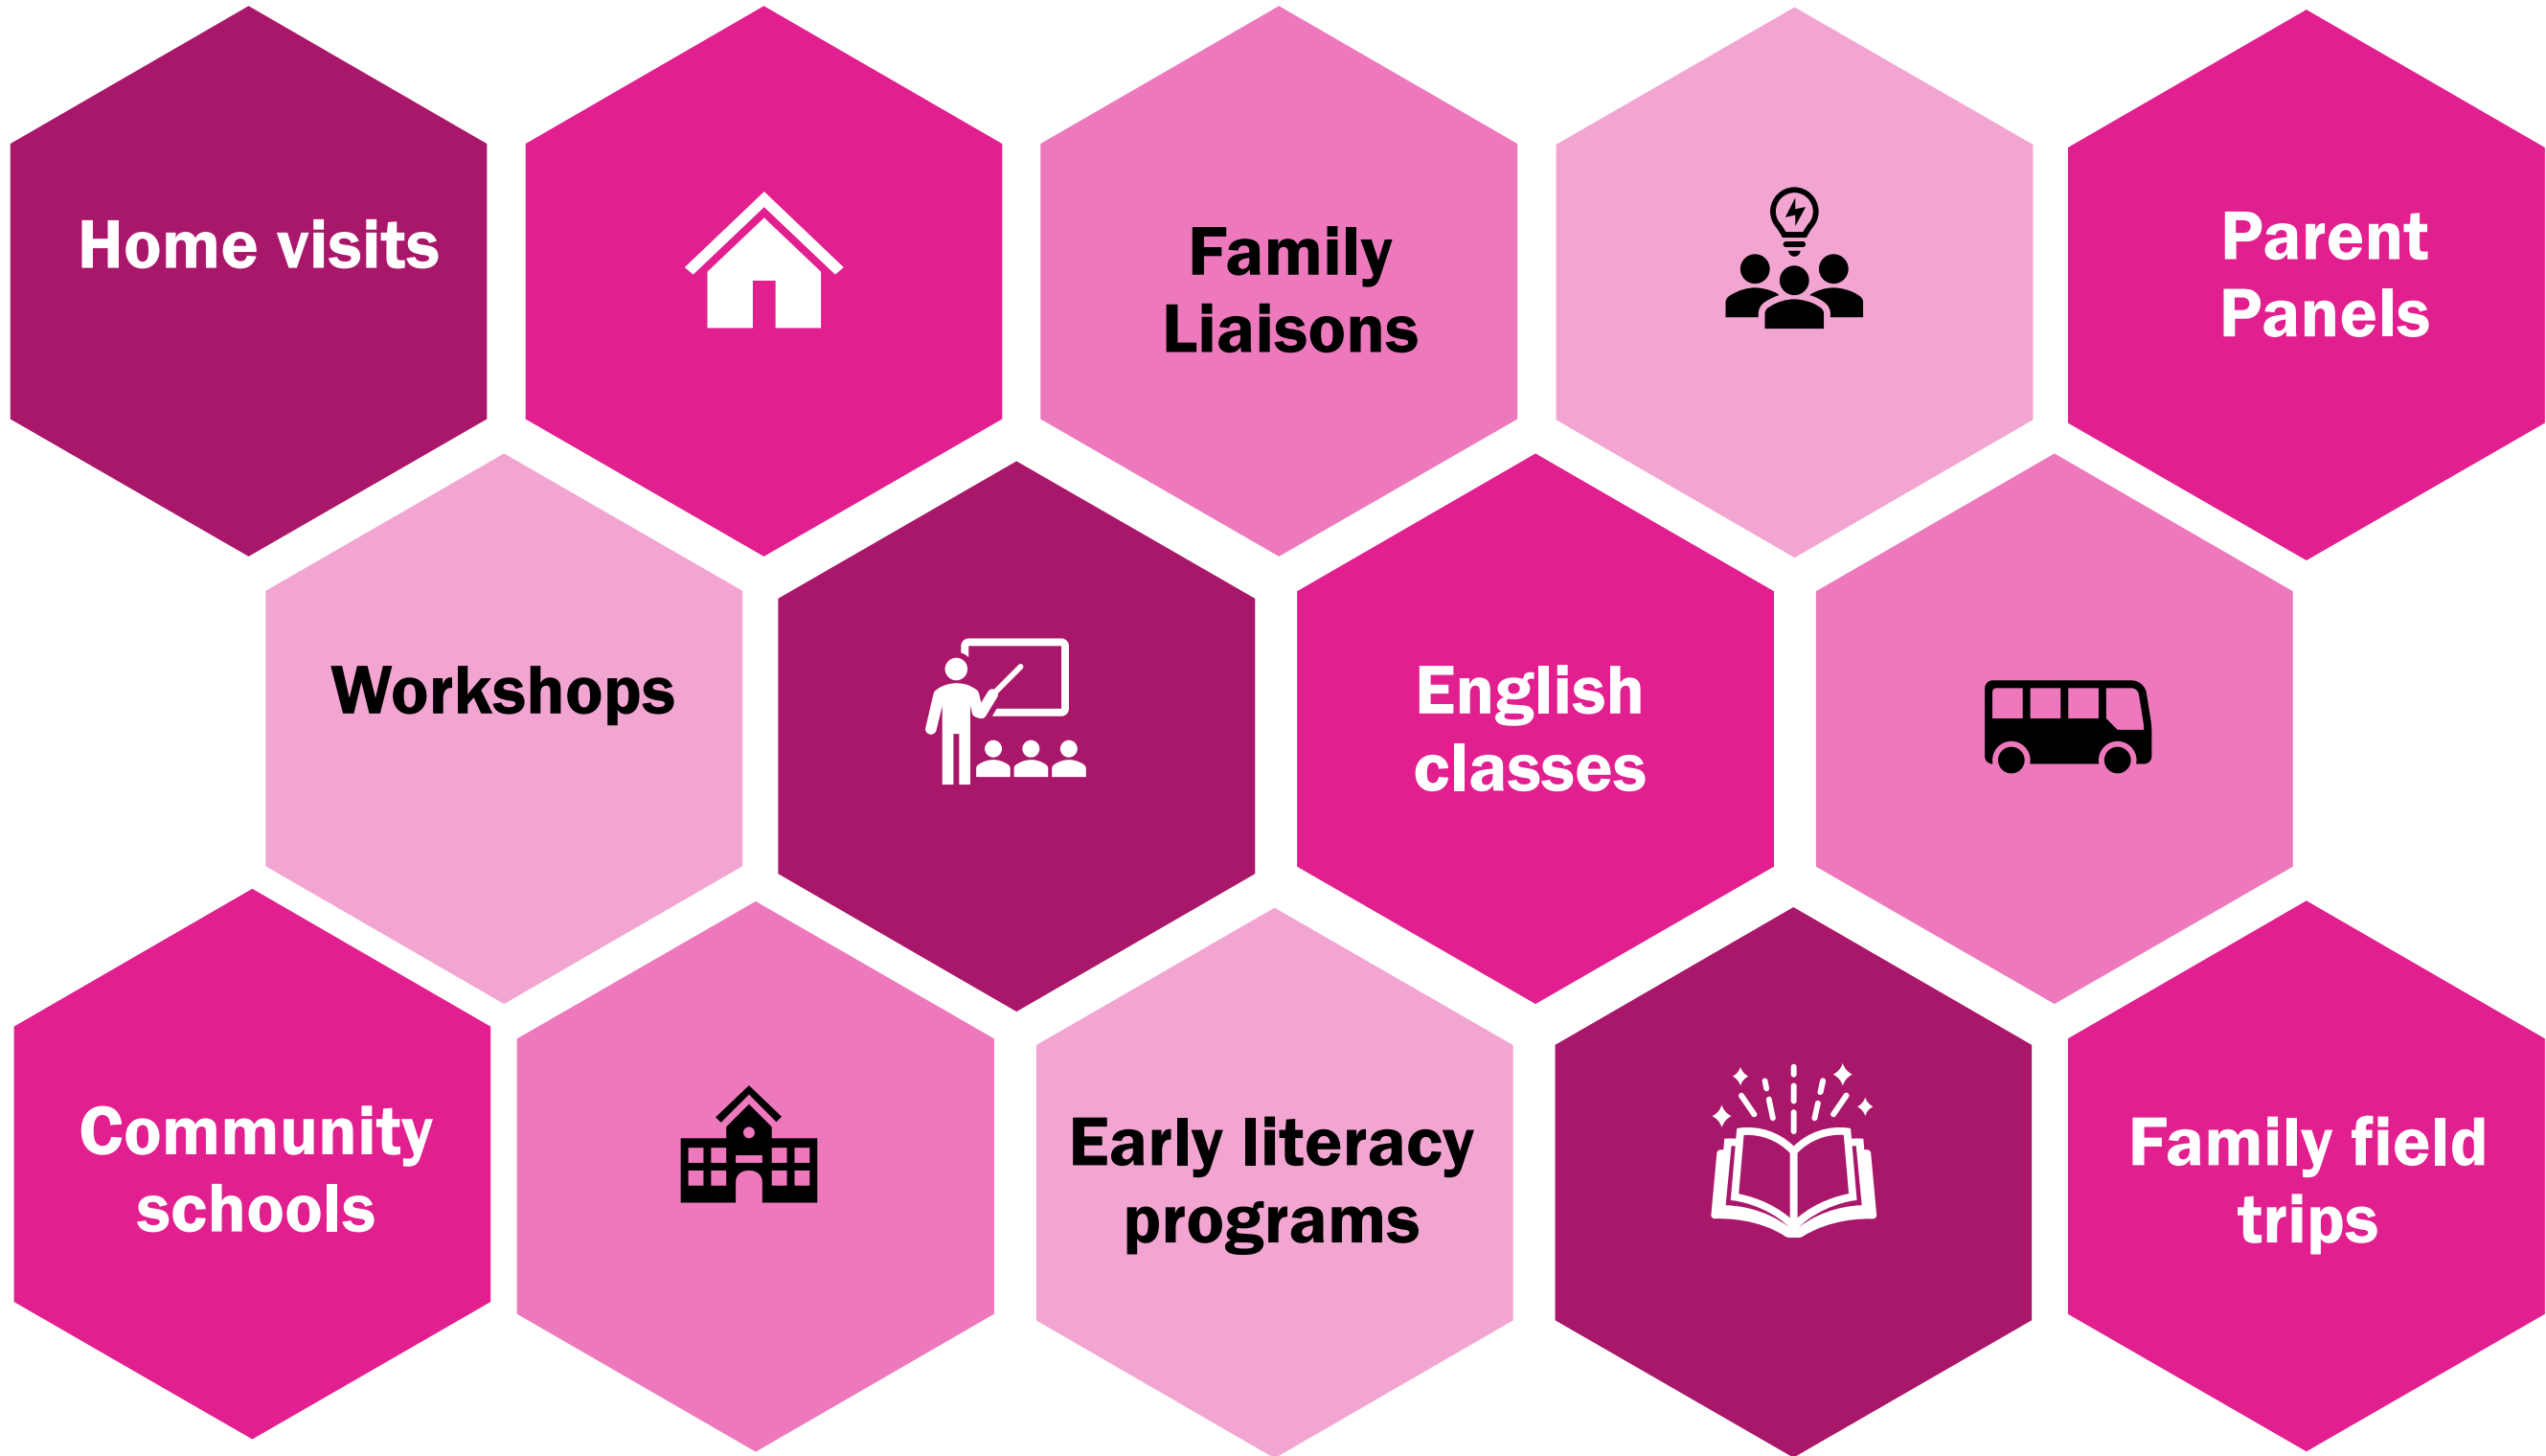 Home visits
Family
Liaisons
Parent
Panels
Workshops
English
classes
Community
schools
Early literacy
programs
Family field
trips